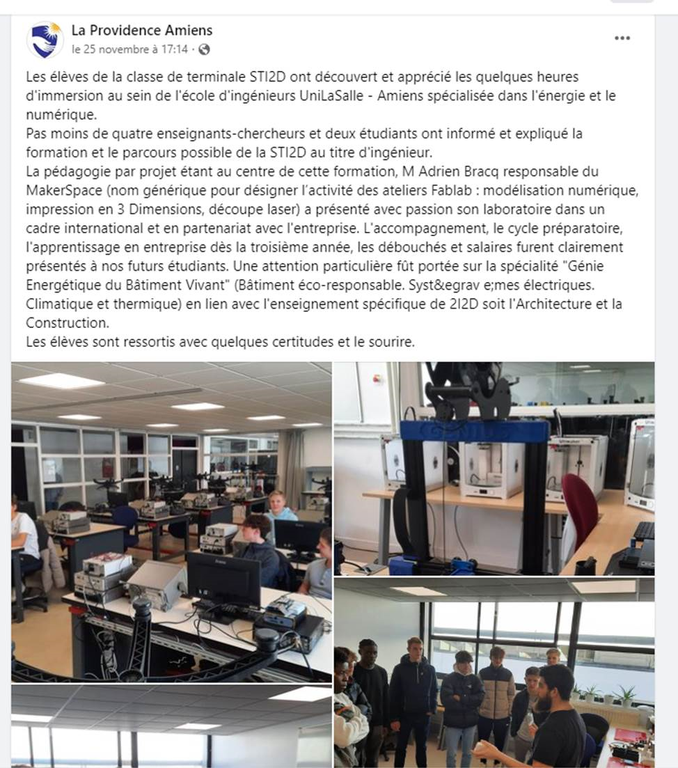 La Providence Amiens
le 25 novembre à 17:14 ·
Les élèves de la classe de terminale STI2D ont découvert et apprécié les quelques heures
d'immersion au sein de l'école d'ingénieurs UniLaSalle - Amiens spécialisée dans l'énergie et le
numérique.
Pas moins de quatre enseignants-chercheurs et deux étudiants ont informé et expliqué la
formation et le parcours possible de la STI2D au titre d'ingénieur.
La pédagogie par projet étant au centre de cette formation, M Adrien Bracq responsable du
MakerSpace (nom générique pour désigner l'activité des ateliers Fablab : modélisation numérique,
impression en 3 Dimensions, découpe laser) a présenté avec passion son laboratoire dans un
cadre international et en partenariat avec l'entreprise. L'accompagnement, le cycle préparatoire,
l'apprentissage en entreprise dès la troisième année, les débouchés et salaires furent clairement
présentés à nos futurs étudiants. Une attention particulière fût portée sur la spécialité "Génie
Energétique du Bâtiment Vivant" (Bâtiment éco-responsable. Syst&egrav e;mes électriques.
Climatique et thermique) en lien avec l'enseignement spécifique de 2I2D soit l'Architecture et la
Construction.
Les élèves sont ressortis avec quelques certitudes et le sourire.